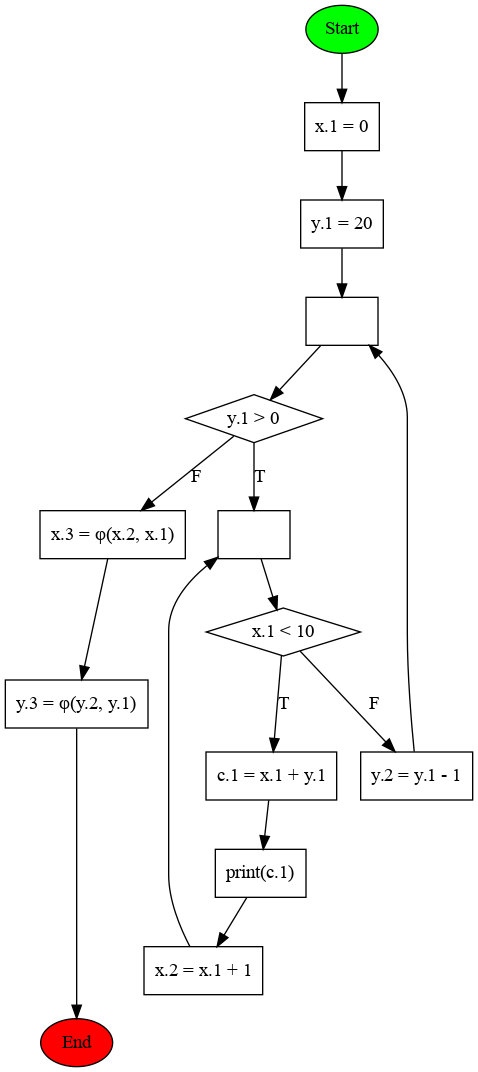 Start
x.1 = 0
y.1 = 20
y.1 > 0
F
T
x.3 = φ(x.2, x.1)
x.1 < 10
y.3 = φ(y.2, y.1)
T
F
c.1 = x.1 + y.1
y.2 = y.1 - 1
print(c.1)
x.2 = x.1 + 1
End